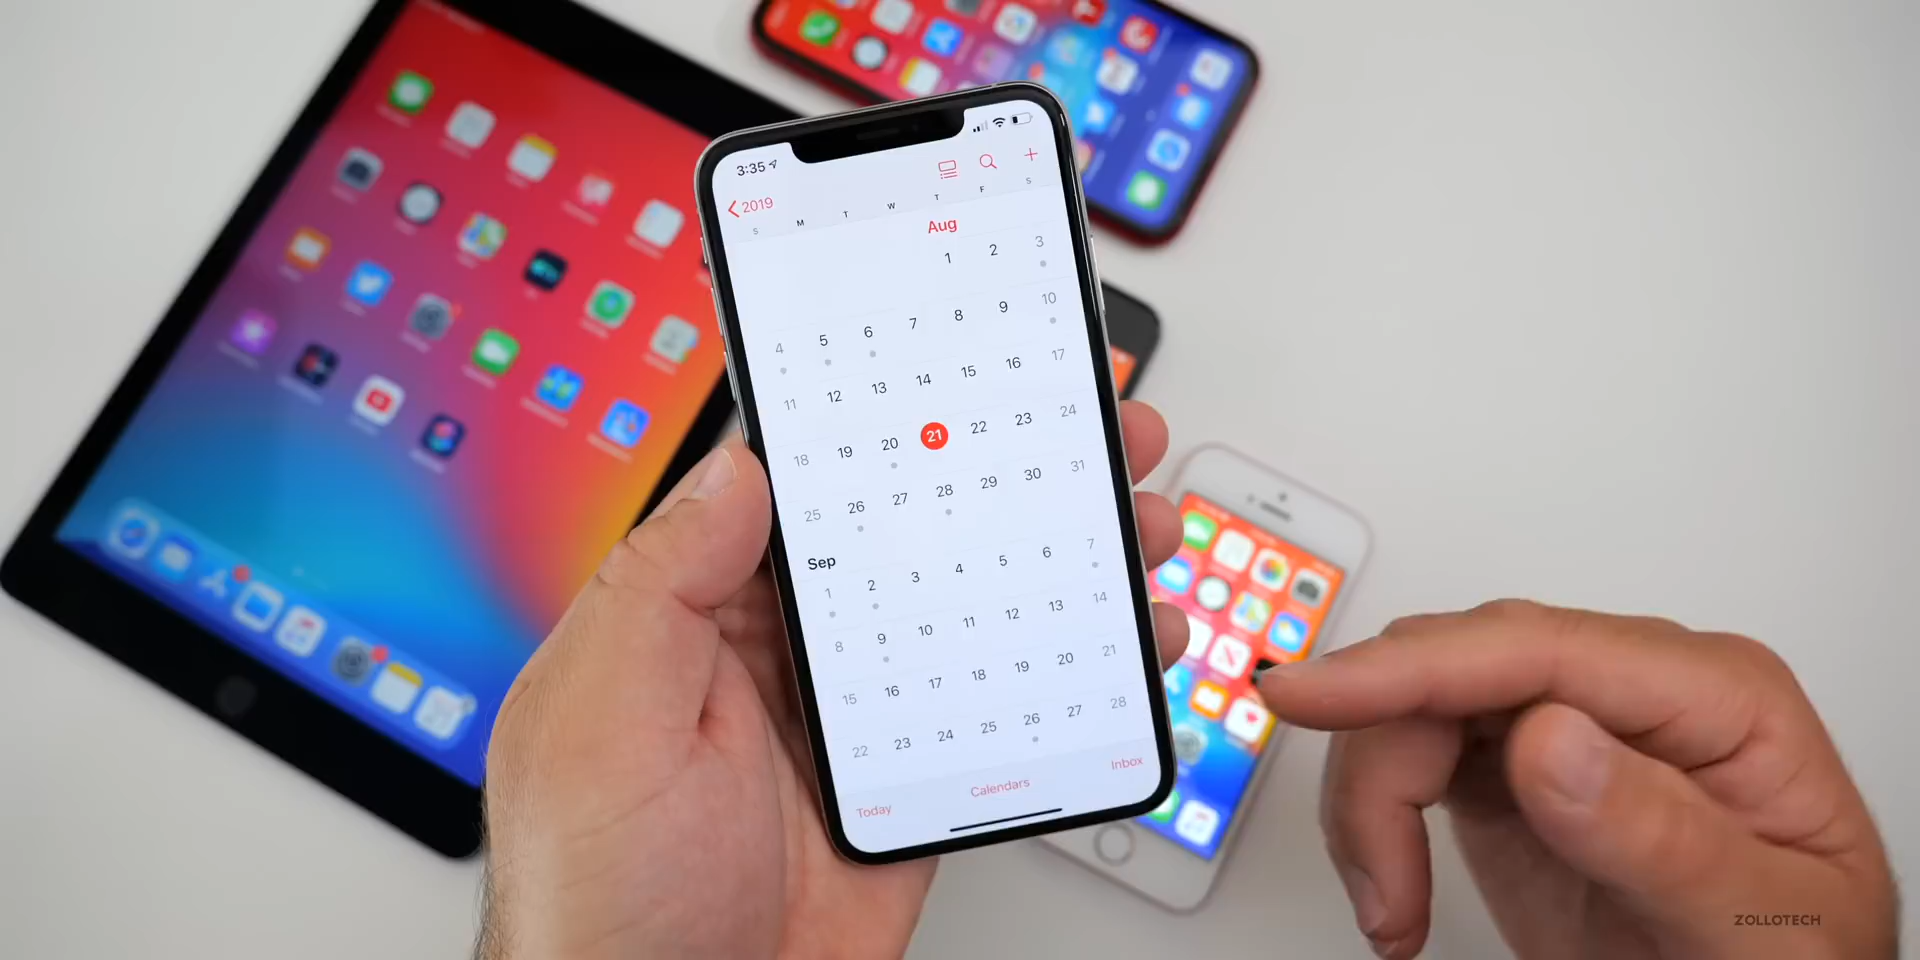 3:35
2019
S M T W T F S
Aug
1 2 3
4 5 6 7 8 9 10
11 12 13 14 15 16 17
18 19 20 21 22 23 24
25 26 27 28 29 30 31
Sep
1 2 3 4 5 6 7
8 9 10 11 12 13 14
15 16 17 18 19 20 21
22 23 24 25 26 27 28
Today Calendars Inbox
ZOLLOTECH